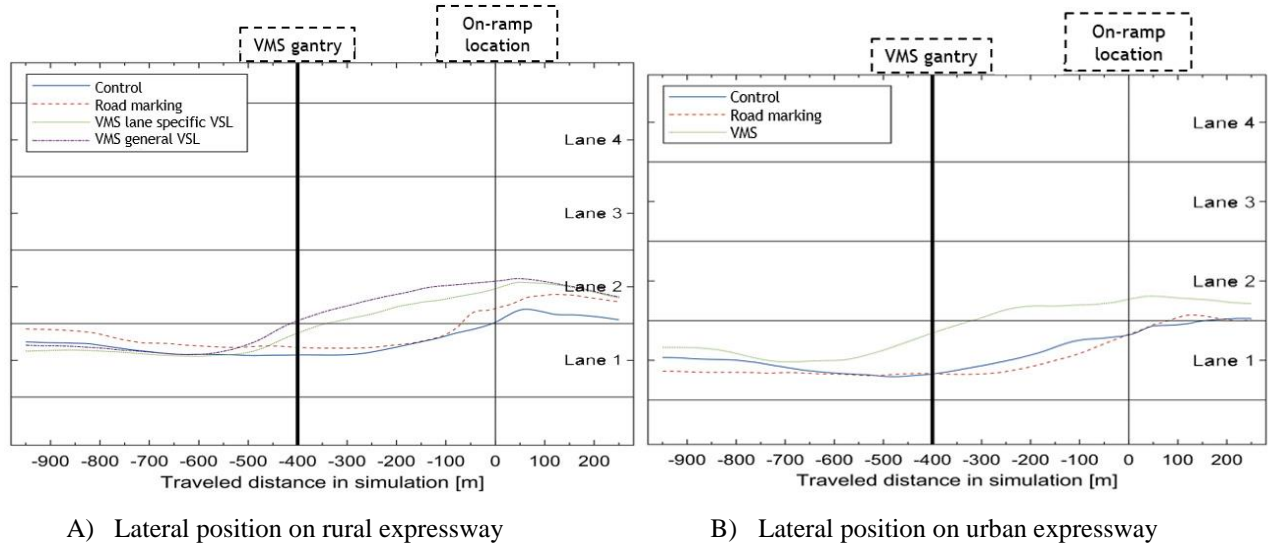 VMS gantry
On-ramp
location
Control
Road marking
VMS lane specific VSL
VMS general VSL
Lane 4
Lane 3
Lane 2
Lane 1
-900 -800 -700 -600 -500 -400 -300 -200 -100 0 100 200
Traveled distance in simulation [m]
A) Lateral position on rural expressway
VMS gantry
On-ramp
location
Control
Road marking
VMS
Lane 4
Lane 3
Lane 2
Lane 1
-900 -800 -700 -600 -500 -400 -300 -200 -100 0 100 200
Traveled distance in simulation [m]
B) Lateral position on urban expressway